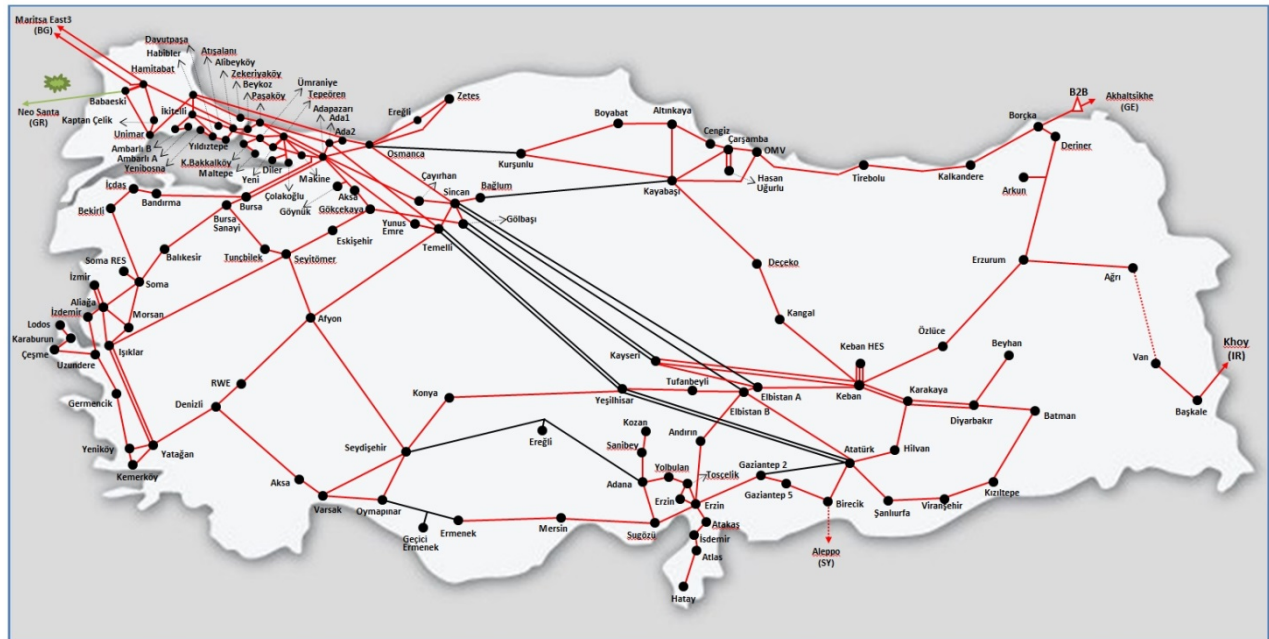 Maritsa East3
(BG)
Davutpaşa
Habibler
Atışalanı
Alibeyköy
Hamitabat
Zekeriyaköy
Beykoz
Paşaköy
Ümraniye
Tepeören
Adapazarı
Ada1
Ada2
Zetes
Ereğli
Babaeski
Neo Santa
(GR)
Kaptan Çelik
İkitelli
Unimar
Ambarlı B
Ambarlı A
Yenibosna
Yıldıztepe
K.Bakkalköy
Maltepe
Yeni
Diler
Çolakoğlu
Makine
Osmanca
Boyabat
Altınkaya
Cengiz
Çarşamba
OMV
Hasan
Uğurlu
Kurşunlu
Kayabaşı
Tirebolu
Kalkandere
Borçka
B2B
Akhaltsikhe
(GE)
Deriner
Arkun
İçdaş
Bandırma
Bekirli
Bursa
Bursa
Sanayi
Göynük
Aksa
Gökçekaya
Çayırhan
Sincan
Bağlum
Gölbaşı
Yunus
Emre
Temelli
Eskişehir
Balıkesir
Tunçbilek
Seyitömer
Soma RES
Soma
İzmir
Aliağa
İzdemir
Morsan
Lodos
Karaburun
Çeşme
Uzundere
Işıklar
Afyon
Deçeko
Kangal
Erzurum
Ağrı
Özlüce
Van
Khoy
(IR)
Başkale
Kayseri
Keban HES
Beyhan
Keban
Karakaya
Diyarbakır
Batman
Tufanbeyli
Elbistan A
Elbistan B
Yeşilhisar
Konya
RWE
Denizli
Germencik
Yeniköy
Kemerköy
Yatağan
Seydişehir
Ereğli
Kozan
Sanibey
Andırın
Adana
Yolbulan
Tosçelik
Gaziantep 2
Gaziantep 5
Atatürk
Hilvan
Birecik
Şanlıurfa
Viranşehir
Kızıltepe
Aksa
Varsak
Oymapınar
Geçici
Ermenek
Ermenek
Mersin
Sugözü
Erzin
Erzin
Atakaş
İsdemir
Atlas
Hatay
Aleppo
(SY)